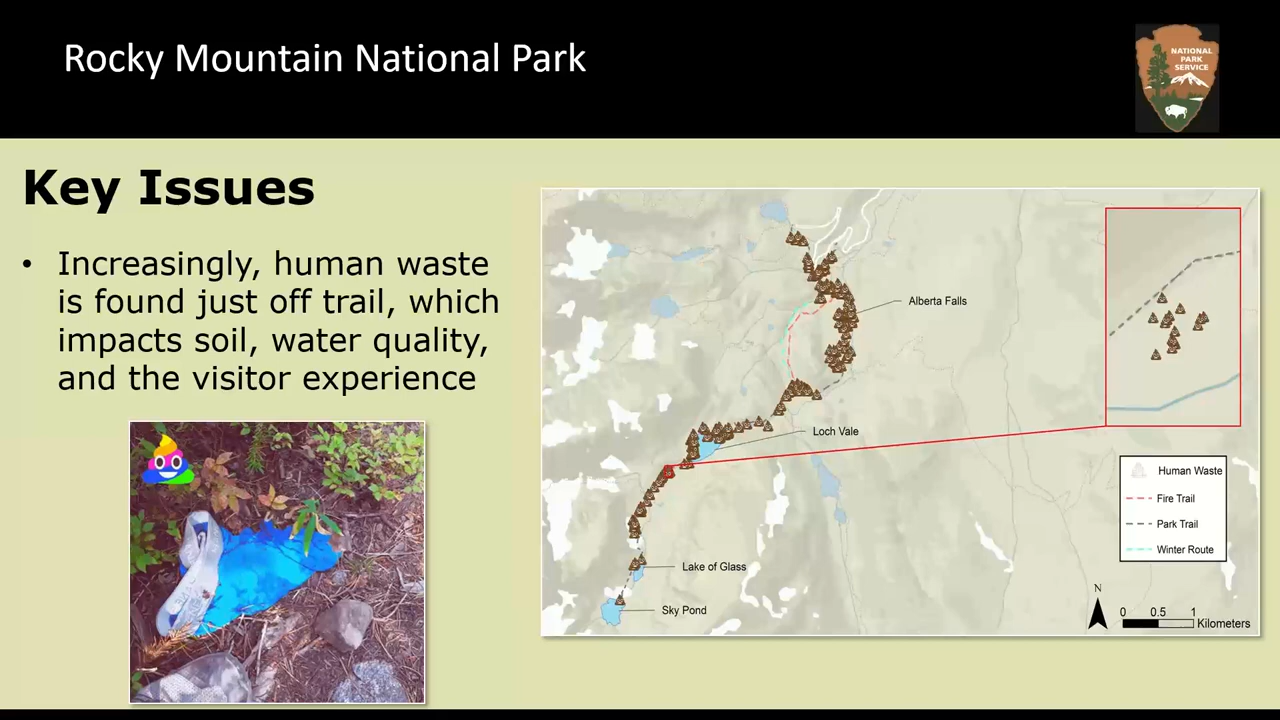 Rocky Mountain National Park
NATIONAL
PARK
SERVICE
Key Issues
• Increasingly, human waste
is found just off trail, which
impacts soil, water quality,
and the visitor experience
Alberta Falls
Loch Vale
Lake of Glass
Sky Pond
Human Waste
Fire Trail
Park Trail
Winter Route
N
0 0.5 1
Kilometers